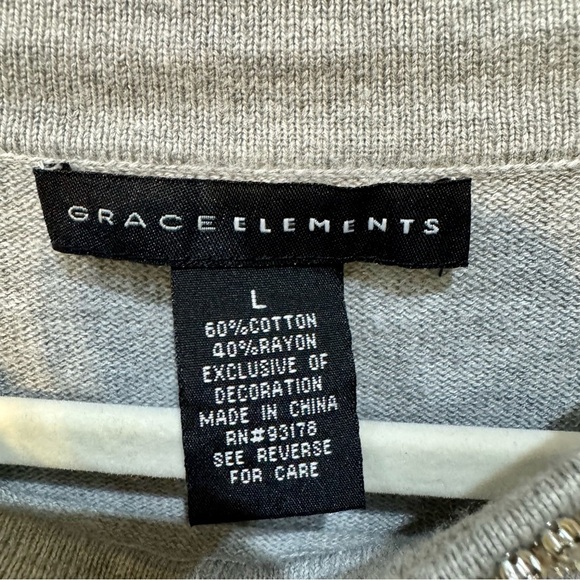 GRACE ELEMENTS
L
60%COTTON
40%RAYON
EXCLUSIVE OF
DECORATION
MADE IN CHINA
RN#93178
SEE REVERSE
FOR CARE